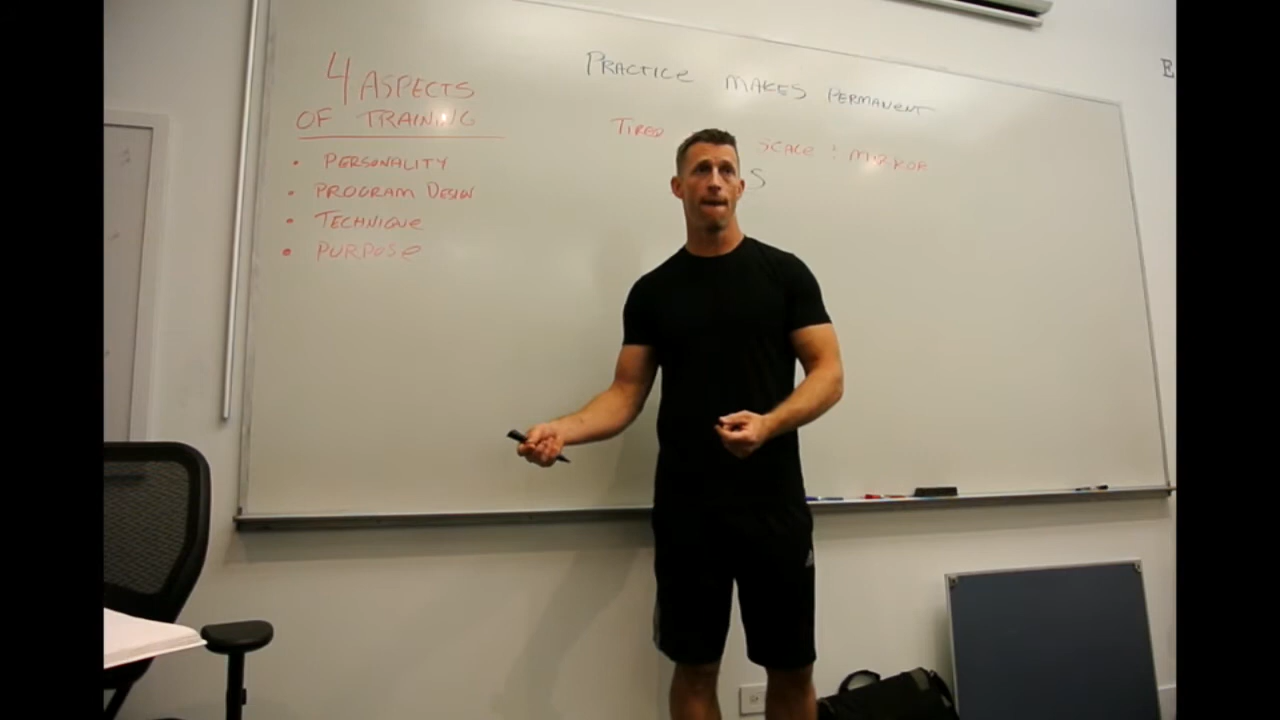 4 ASPECTS
OF TRAINING
• PERSONALITY
• PROGRAM DESIGN
• TECHNIQUE
• PURPOSE
PRACTICE MAKES PERMANENT
TIRED SCALE : MIRROR
S
E